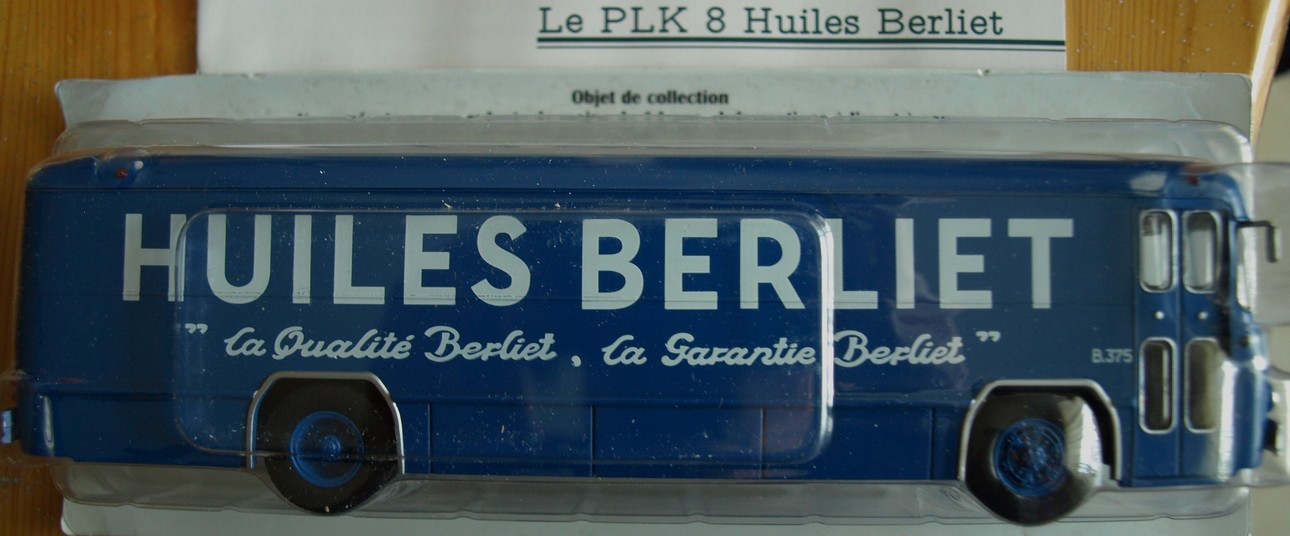 Le PLK 8 Huiles Berliet
Objet de collection
HUILES BERLIET
" La Qualité Berliet , La Garantie Berliet "
B.375